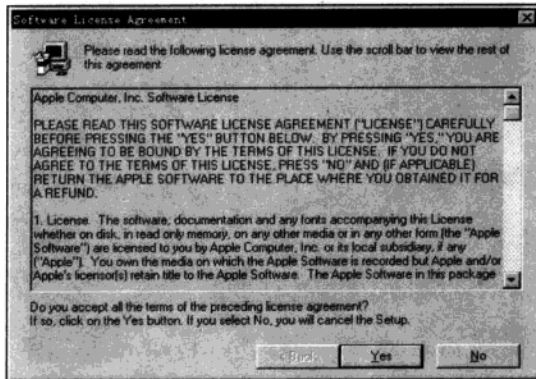 Software License Agreement
Please read the following license agreement. Use the scroll bar to view the rest of
this agreement
Apple Computer, Inc. Software License
PLEASE READ THIS SOFTWARE LICENSE AGREEMENT ("LICENSE") CAREFULLY
BEFORE PRESSING THE "YES" BUTTON BELOW. BY PRESSING "YES," YOU ARE
AGREEING TO BE BOUND BY THE TERMS OF THIS LICENSE. IF YOU DO NOT
AGREE TO THE TERMS OF THIS LICENSE, PRESS "NO" AND (IF APPLICABLE)
RETURN THE APPLE SOFTWARE TO THE PLACE WHERE YOU OBTAINED IT FOR
A REFUND.
1. License. The software, documentation and any fonts accompanying this License
whether on disk, in read only memory, on any other media or in any other form (the "Apple
Software") are licensed to you by Apple Computer, Inc. or its local subsidiary, if any
("Apple"). You own the media on which the Apple Software is recorded but Apple and/or
Apple's licensor(s) retain title to the Apple Software. The Apple Software in this package
Do you accept all the terms of the preceding license agreement?
If so, click on the Yes button. If you select No, you will cancel the Setup.
< Back Yes No